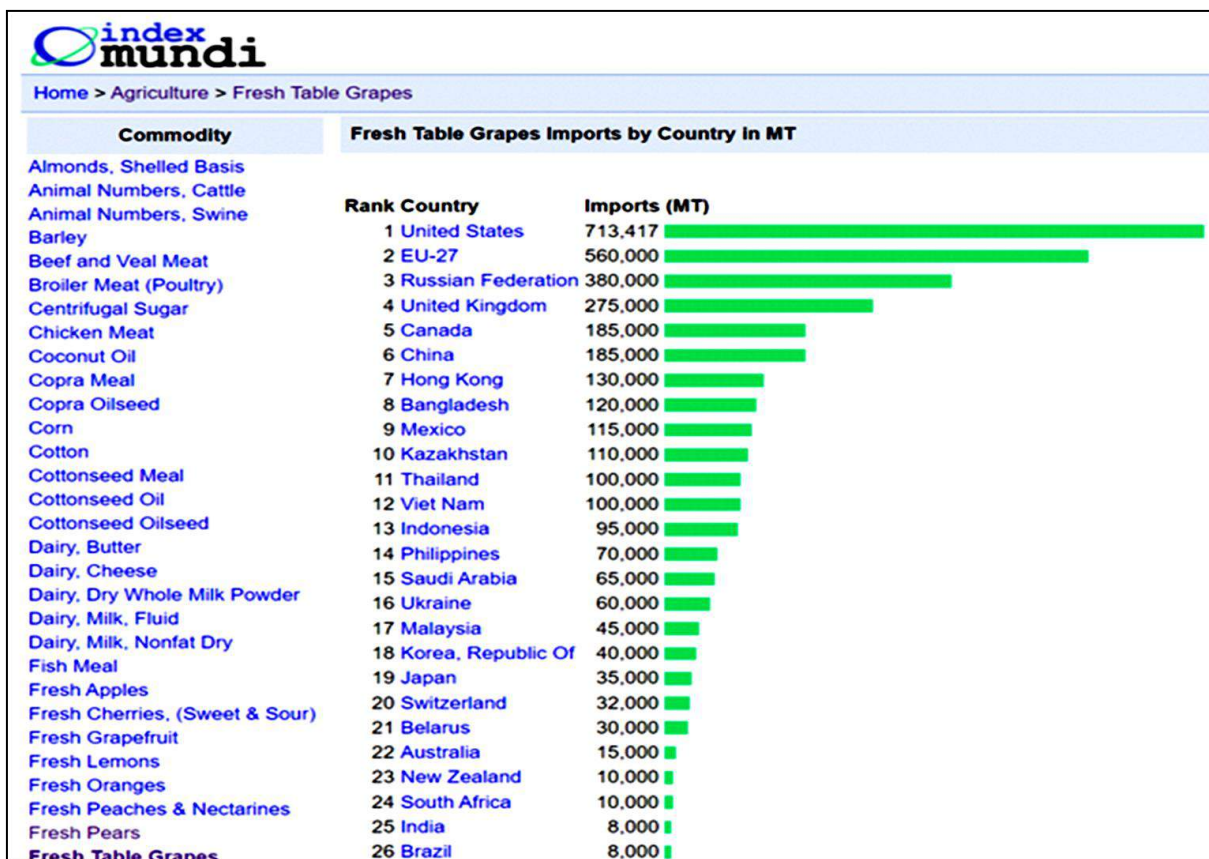 index
mundi
Home > Agriculture > Fresh Table Grapes
Commodity
Almonds, Shelled Basis
Animal Numbers, Cattle
Animal Numbers, Swine
Barley
Beef and Veal Meat
Broiler Meat (Poultry)
Centrifugal Sugar
Chicken Meat
Coconut Oil
Copra Meal
Copra Oilseed
Corn
Cotton
Cottonseed Meal
Cottonseed Oil
Cottonseed Oilseed
Dairy, Butter
Dairy, Cheese
Dairy, Dry Whole Milk Powder
Dairy, Milk, Fluid
Dairy, Milk, Nonfat Dry
Fish Meal
Fresh Apples
Fresh Cherries, (Sweet & Sour)
Fresh Grapefruit
Fresh Lemons
Fresh Oranges
Fresh Peaches & Nectarines
Fresh Pears
Fresh Table Grapes
Fresh Table Grapes Imports by Country in MT
Rank Country Imports (MT)
1 United States 713,417
2 EU-27 560,000
3 Russian Federation 380,000
4 United Kingdom 275,000
5 Canada 185,000
6 China 185,000
7 Hong Kong 130,000
8 Bangladesh 120,000
9 Mexico 115,000
10 Kazakhstan 110,000
11 Thailand 100,000
12 Viet Nam 100,000
13 Indonesia 95,000
14 Philippines 70,000
15 Saudi Arabia 65,000
16 Ukraine 60,000
17 Malaysia 45,000
18 Korea, Republic Of 40,000
19 Japan 35,000
20 Switzerland 32,000
21 Belarus 30,000
22 Australia 15,000
23 New Zealand 10,000
24 South Africa 10,000
25 India 8,000
26 Brazil 8,000